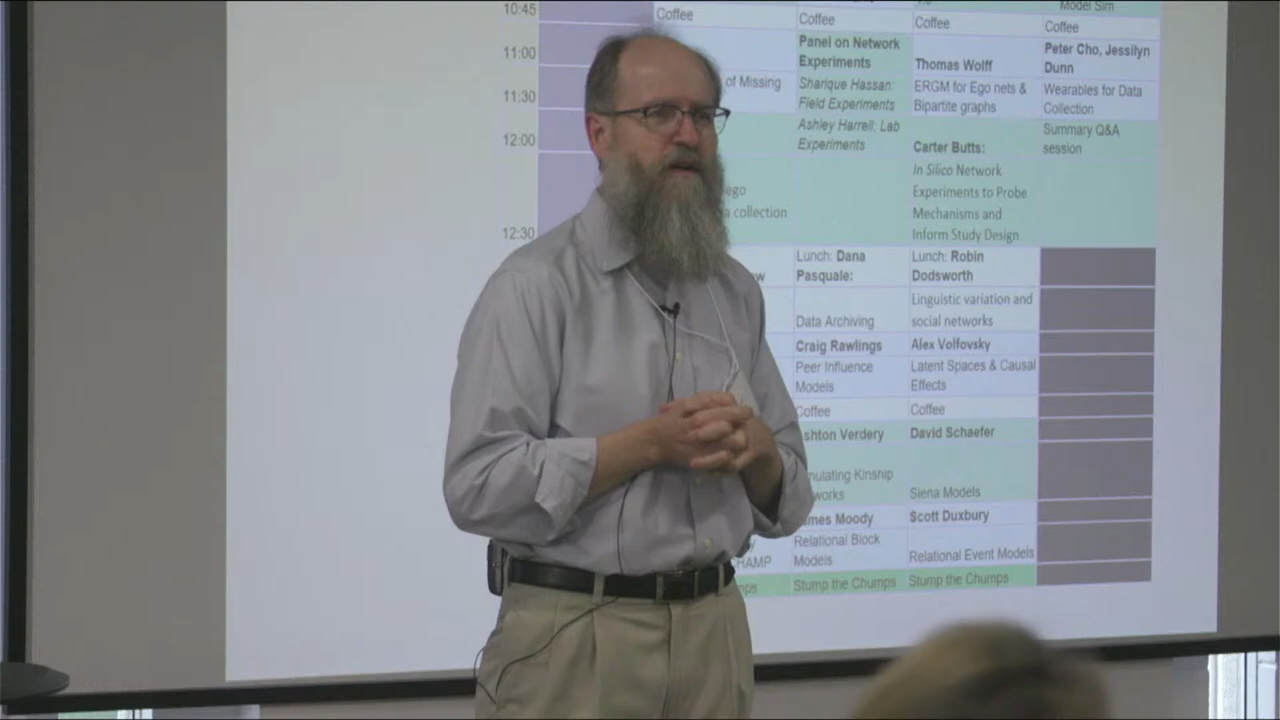 10:45
11:00
11:30
12:00
12:30
Coffee
of Missing
ego
collection
Coffee
Panel on Network
Experiments
Sharique Hassan:
Field Experiments
Ashley Harrell: Lab
Experiments
Lunch: Dana
Pasquale:
Data Archiving
Craig Rawlings
Peer Influence
Models
Coffee
shton Verdery
ulating Kinship
works
mes Moody
Relational Block
Models
Stump the Chumps
Coffee
Thomas Wolff
ERGM for Ego nets &
Bipartite graphs
Carter Butts:
In Silico Network
Experiments to Probe
Mechanisms and
Inform Study Design
Lunch: Robin
Dodsworth
Linguistic variation and
social networks
Alex Volfovsky
Latent Spaces & Causal
Effects
Coffee
David Schaefer
Siena Models
Scott Duxbury
Relational Event Models
Stump the Chumps
Model Sim
Coffee
Peter Cho, Jessilyn
Dunn
Wearables for Data
Collection
Summary Q&A
session